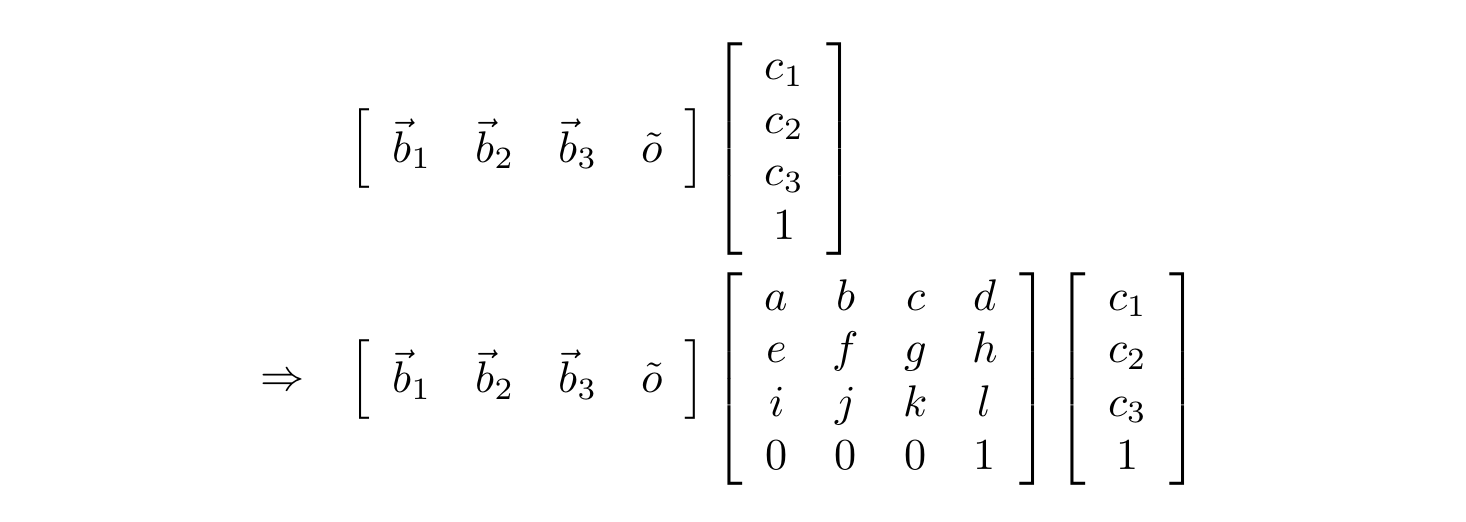 [ b⃗₁ b⃗₂ b⃗₃ õ ] [ c₁ ; c₂ ; c₃ ; 1 ]
⇒ [ b⃗₁ b⃗₂ b⃗₃ õ ] [ a b c d ; e f g h ; i j k l ; 0 0 0 1 ] [ c₁ ; c₂ ; c₃ ; 1 ]